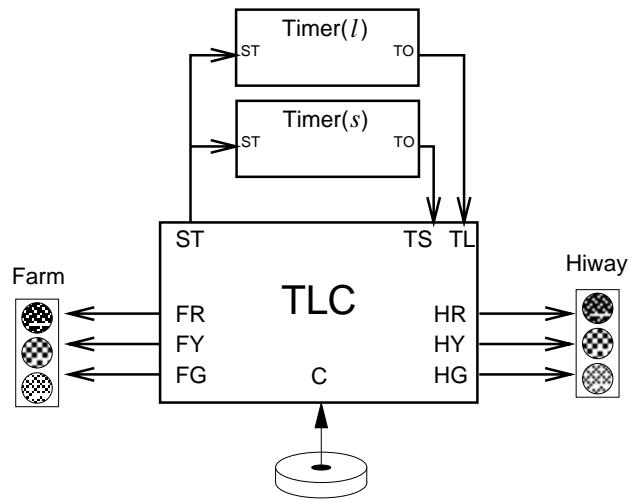 Timer(l)
ST TO
Timer(s)
ST TO
ST TS TL
Farm
Hiway
TLC
FR HR
FY HY
FG C HG